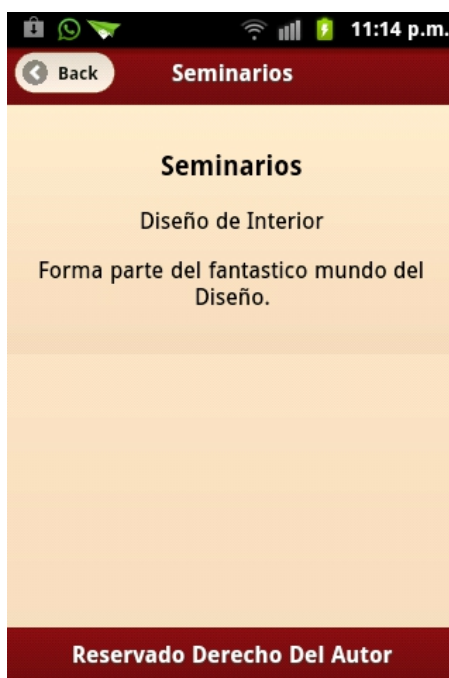 11:14 p.m.
Back
Seminarios
Seminarios
Diseño de Interior
Forma parte del fantastico mundo del
Diseño.
Reservado Derecho Del Autor